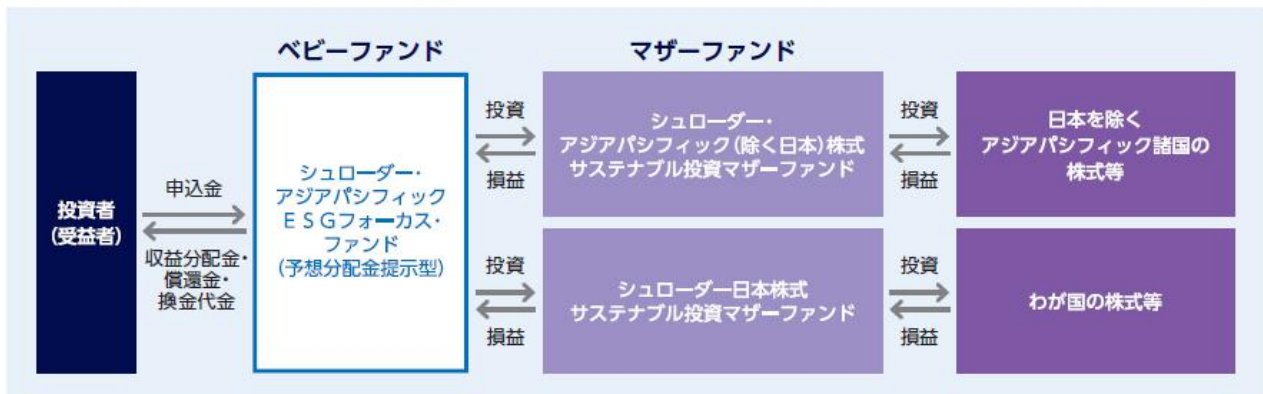 ベビーファンド
マザーファンド
投資者
(受益者)
申込金
収益分配金・
償還金・
換金代金
シュローダー・
アジアパシフィック
ＥＳＧフォーカス・
ファンド
(予想分配金提示型)
投資
損益
投資
損益
シュローダー・
アジアパシフィック(除く日本)株式
サステナブル投資マザーファンド
シュローダー日本株式
サステナブル投資マザーファンド
投資
損益
投資
損益
日本を除く
アジアパシフィック諸国の
株式等
わが国の株式等